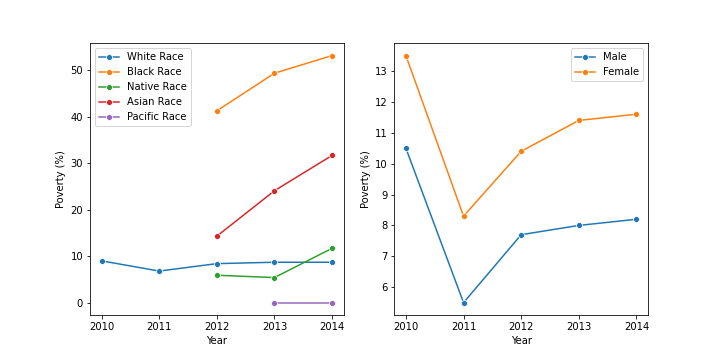 White Race
Black Race
Native Race
Asian Race
Pacific Race
50
40
30
20
10
0
Poverty (%)
2010 2011 2012 2013 2014
Year
Male
Female
13
12
11
10
9
8
7
6
Poverty (%)
2010 2011 2012 2013 2014
Year